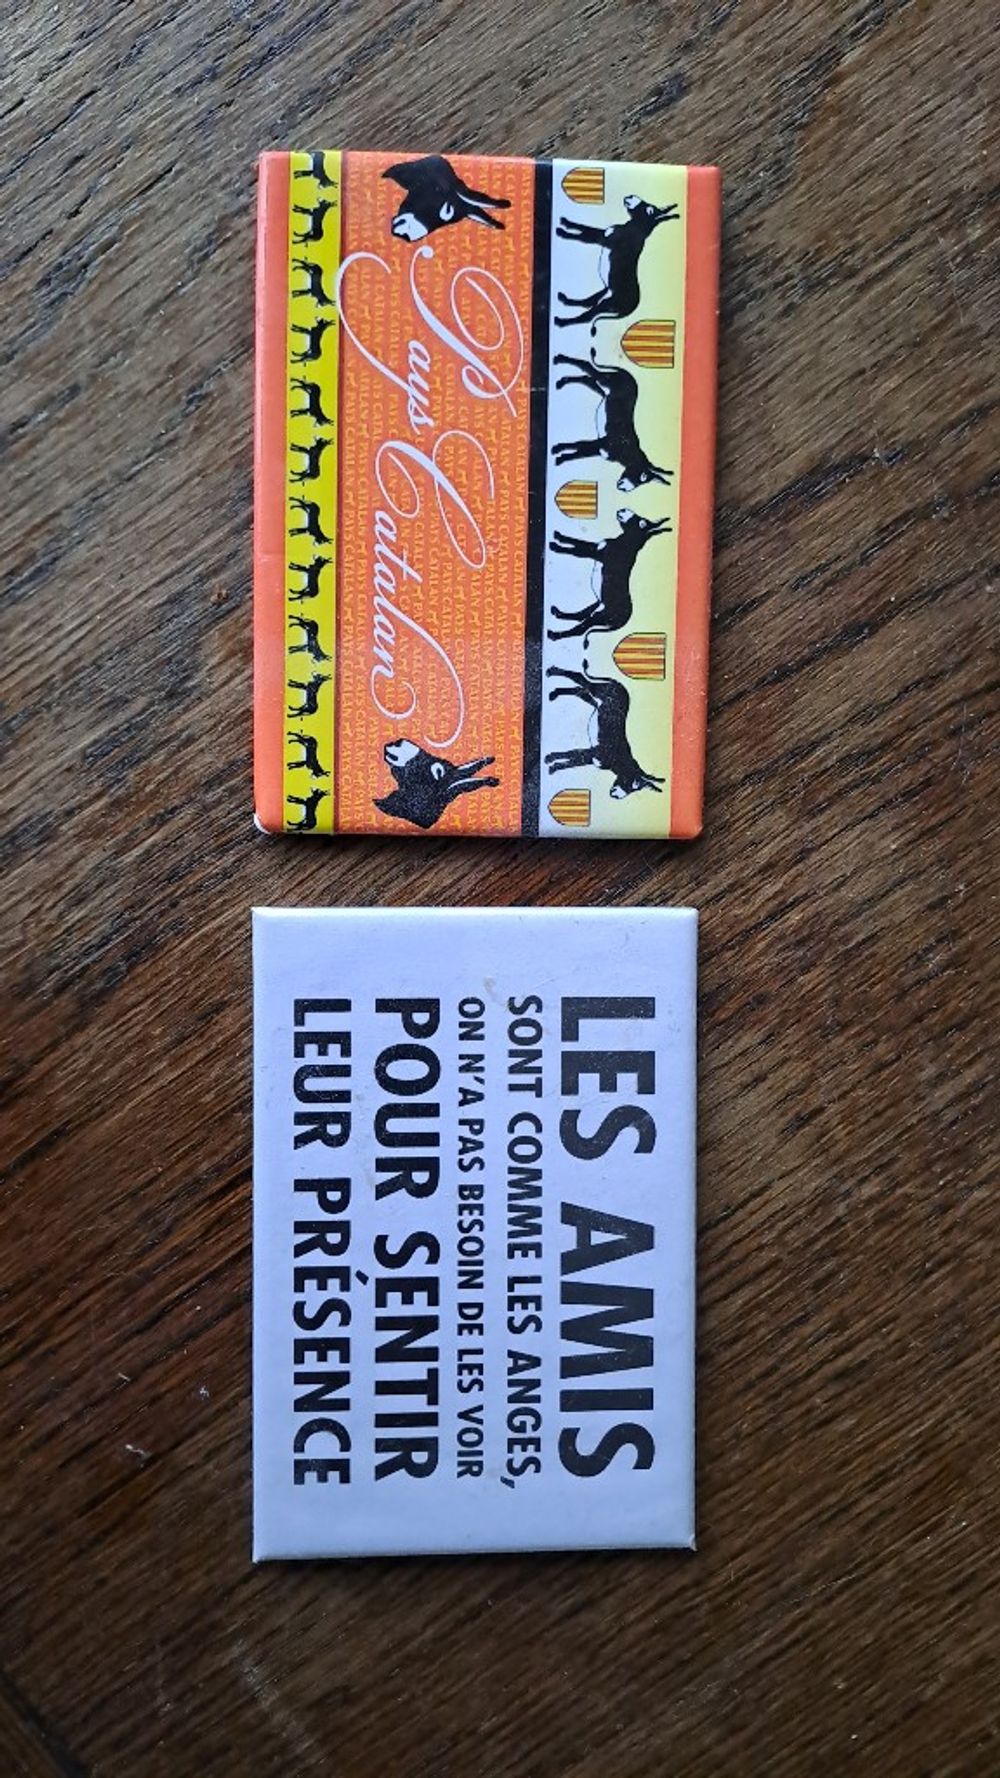 Pays Catalan
LES AMIS
SONT COMME LES ANGES,
ON N'A PAS BESOIN DE LES VOIR
POUR SENTIR
LEUR PRÉSENCE